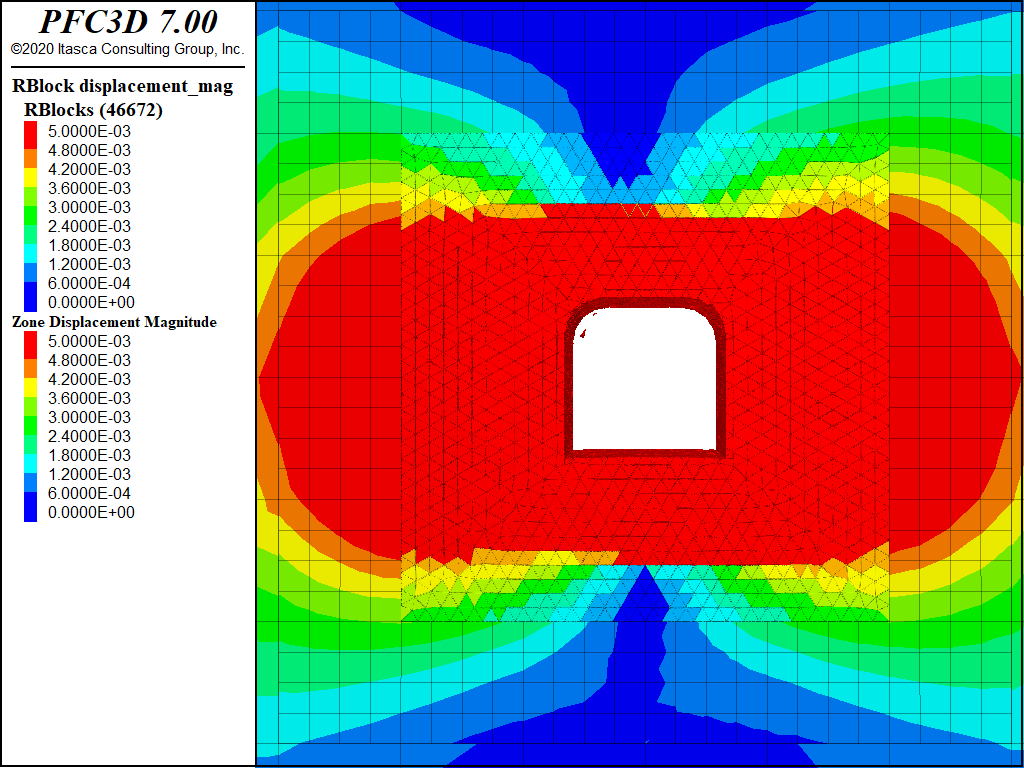 PFC3D 7.00
©2020 Itasca Consulting Group, Inc.
RBlock displacement_mag
RBlocks (46672)
5.0000E-03
4.8000E-03
4.2000E-03
3.6000E-03
3.0000E-03
2.4000E-03
1.8000E-03
1.2000E-03
6.0000E-04
0.0000E+00
Zone Displacement Magnitude
5.0000E-03
4.8000E-03
4.2000E-03
3.6000E-03
3.0000E-03
2.4000E-03
1.8000E-03
1.2000E-03
6.0000E-04
0.0000E+00